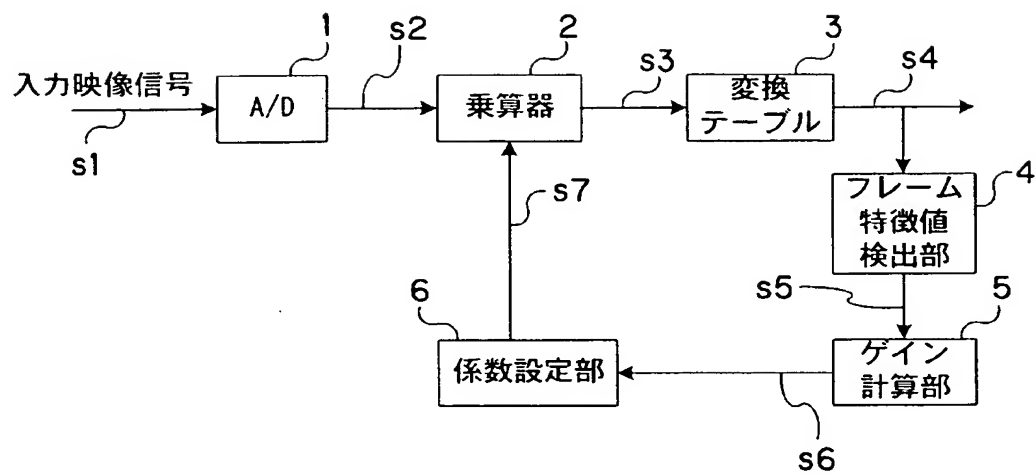 1
s2
2
s3
3
s4
入力映像信号
s1
A/D
乗算器
変換
テーブル
s7
4
フレーム
特徴値
検出部
s5
5
6
係数設定部
ゲイン
計算部
s6